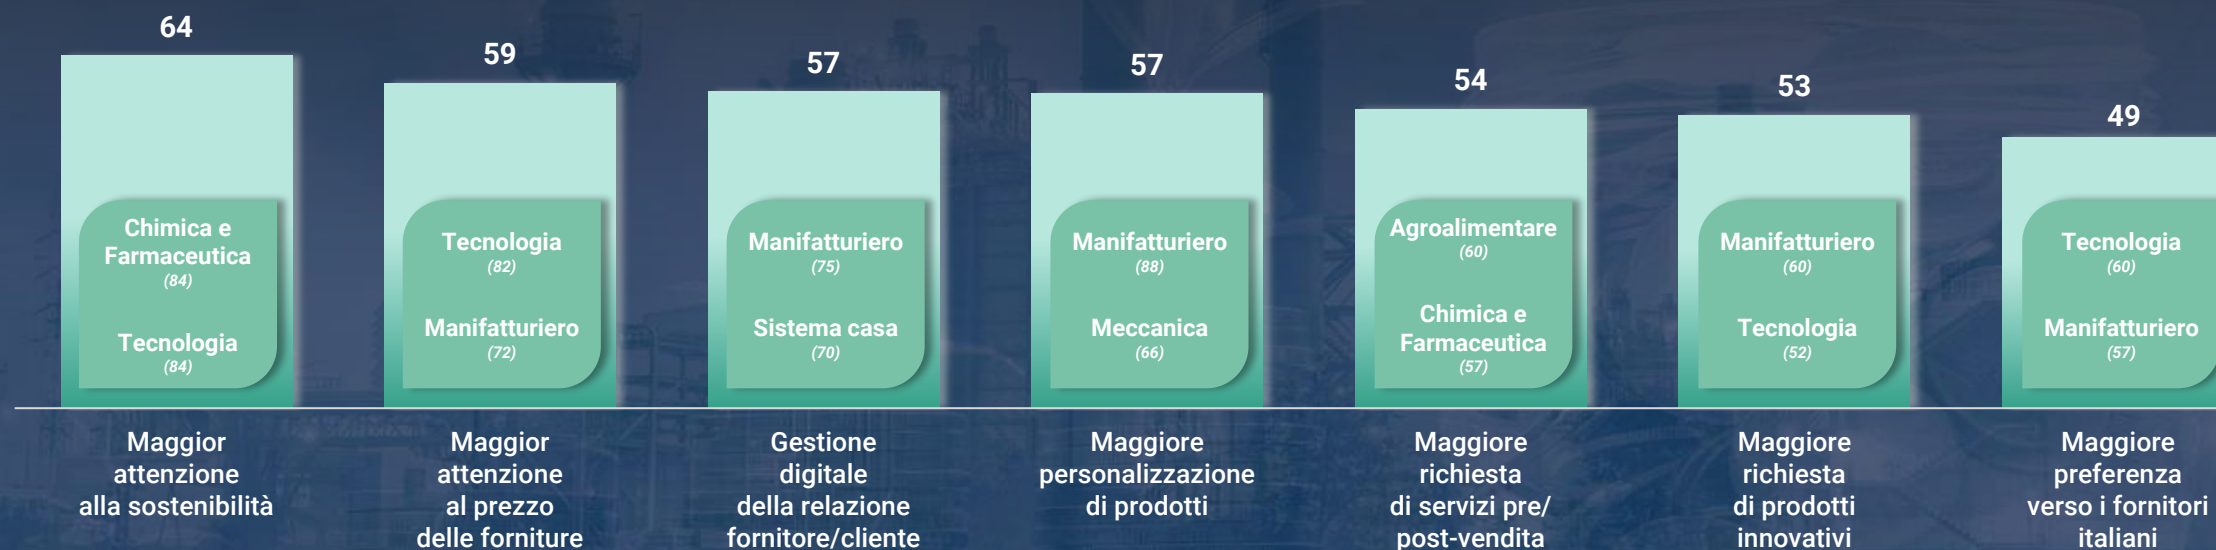 64
Chimica e
Farmaceutica
(84)
Tecnologia
(84)
Maggior
attenzione
alla sostenibilità
59
Tecnologia
(82)
Manifatturiero
(72)
Maggior
attenzione
al prezzo
delle forniture
57
Manifatturiero
(75)
Sistema casa
(70)
Gestione
digitale
della relazione
fornitore/cliente
57
Manifatturiero
(88)
Meccanica
(66)
Maggiore
personalizzazione
di prodotti
54
Agroalimentare
(60)
Chimica e
Farmaceutica
(57)
Maggiore
richiesta
di servizi pre/
post-vendita
53
Manifatturiero
(60)
Tecnologia
(52)
Maggiore
richiesta
di prodotti
innovativi
49
Tecnologia
(60)
Manifatturiero
(57)
Maggiore
preferenza
verso i fornitori
italiani